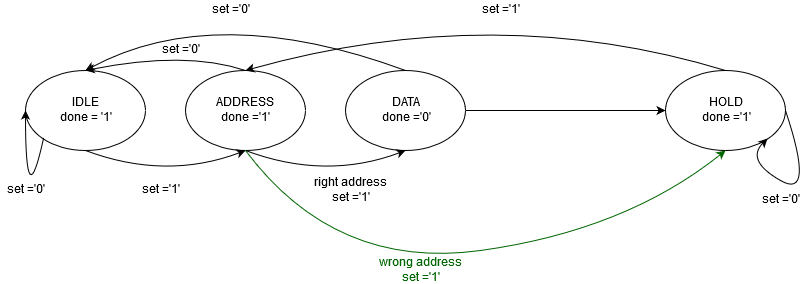 set ='0'
set ='1'
set ='0'
IDLE
done = '1'
ADDRESS
done ='1'
DATA
done ='0'
HOLD
done ='1'
set ='0'
set ='1'
right address
set ='1'
set ='0'
wrong address
set ='1'